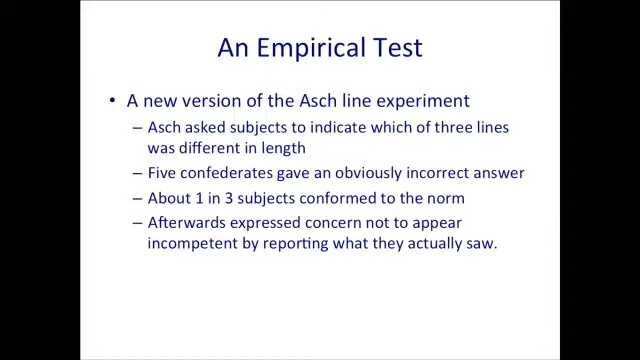 An Empirical Test
• A new version of the Asch line experiment
– Asch asked subjects to indicate which of three lines
was different in length
– Five confederates gave an obviously incorrect answer
– About 1 in 3 subjects conformed to the norm
– Afterwards expressed concern not to appear
incompetent by reporting what they actually saw.